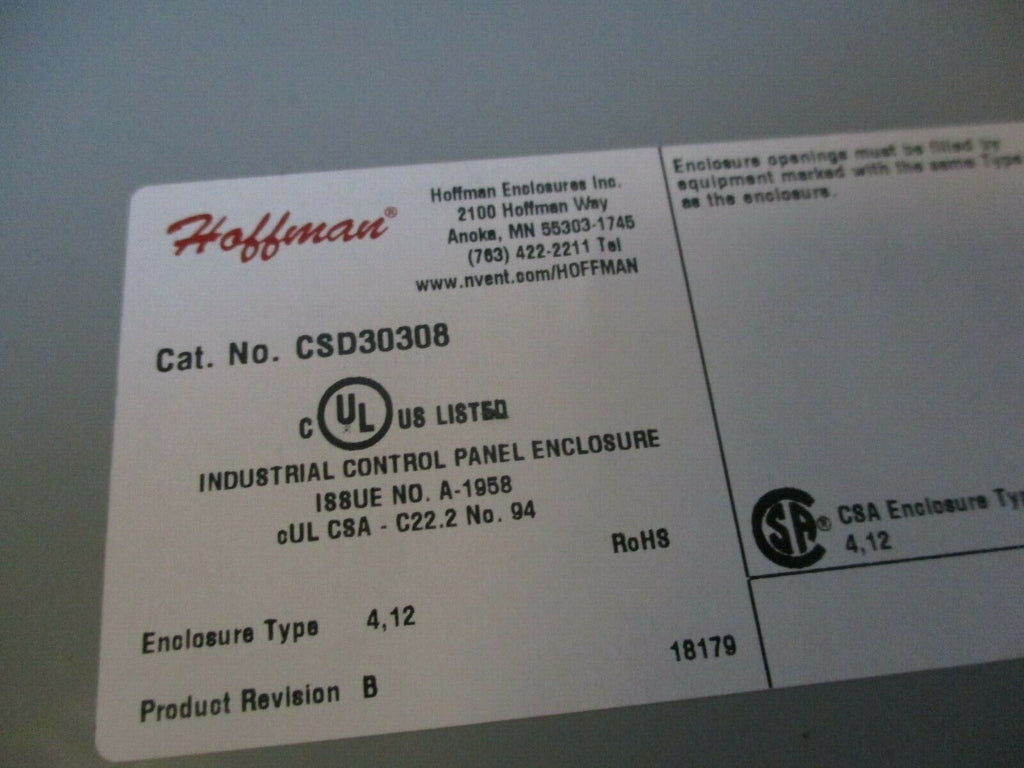 Hoffman®
Hoffman Enclosures Inc.
2100 Hoffman Way
Anoka, MN 55303-1745
(763) 422-2211 Tel
www.nvent.com/HOFFMAN
Cat. No. CSD30308
C UL US LISTED
INDUSTRIAL CONTROL PANEL ENCLOSURE
ISSUE NO. A-1958
cUL CSA - C22.2 No. 94
RoHS
Enclosure Type 4,12
Product Revision B
18179
Enclosure openings must be filled by
equipment marked with the same Type
as the enclosure.
CSA® CSA Enclosure Typ
4,12